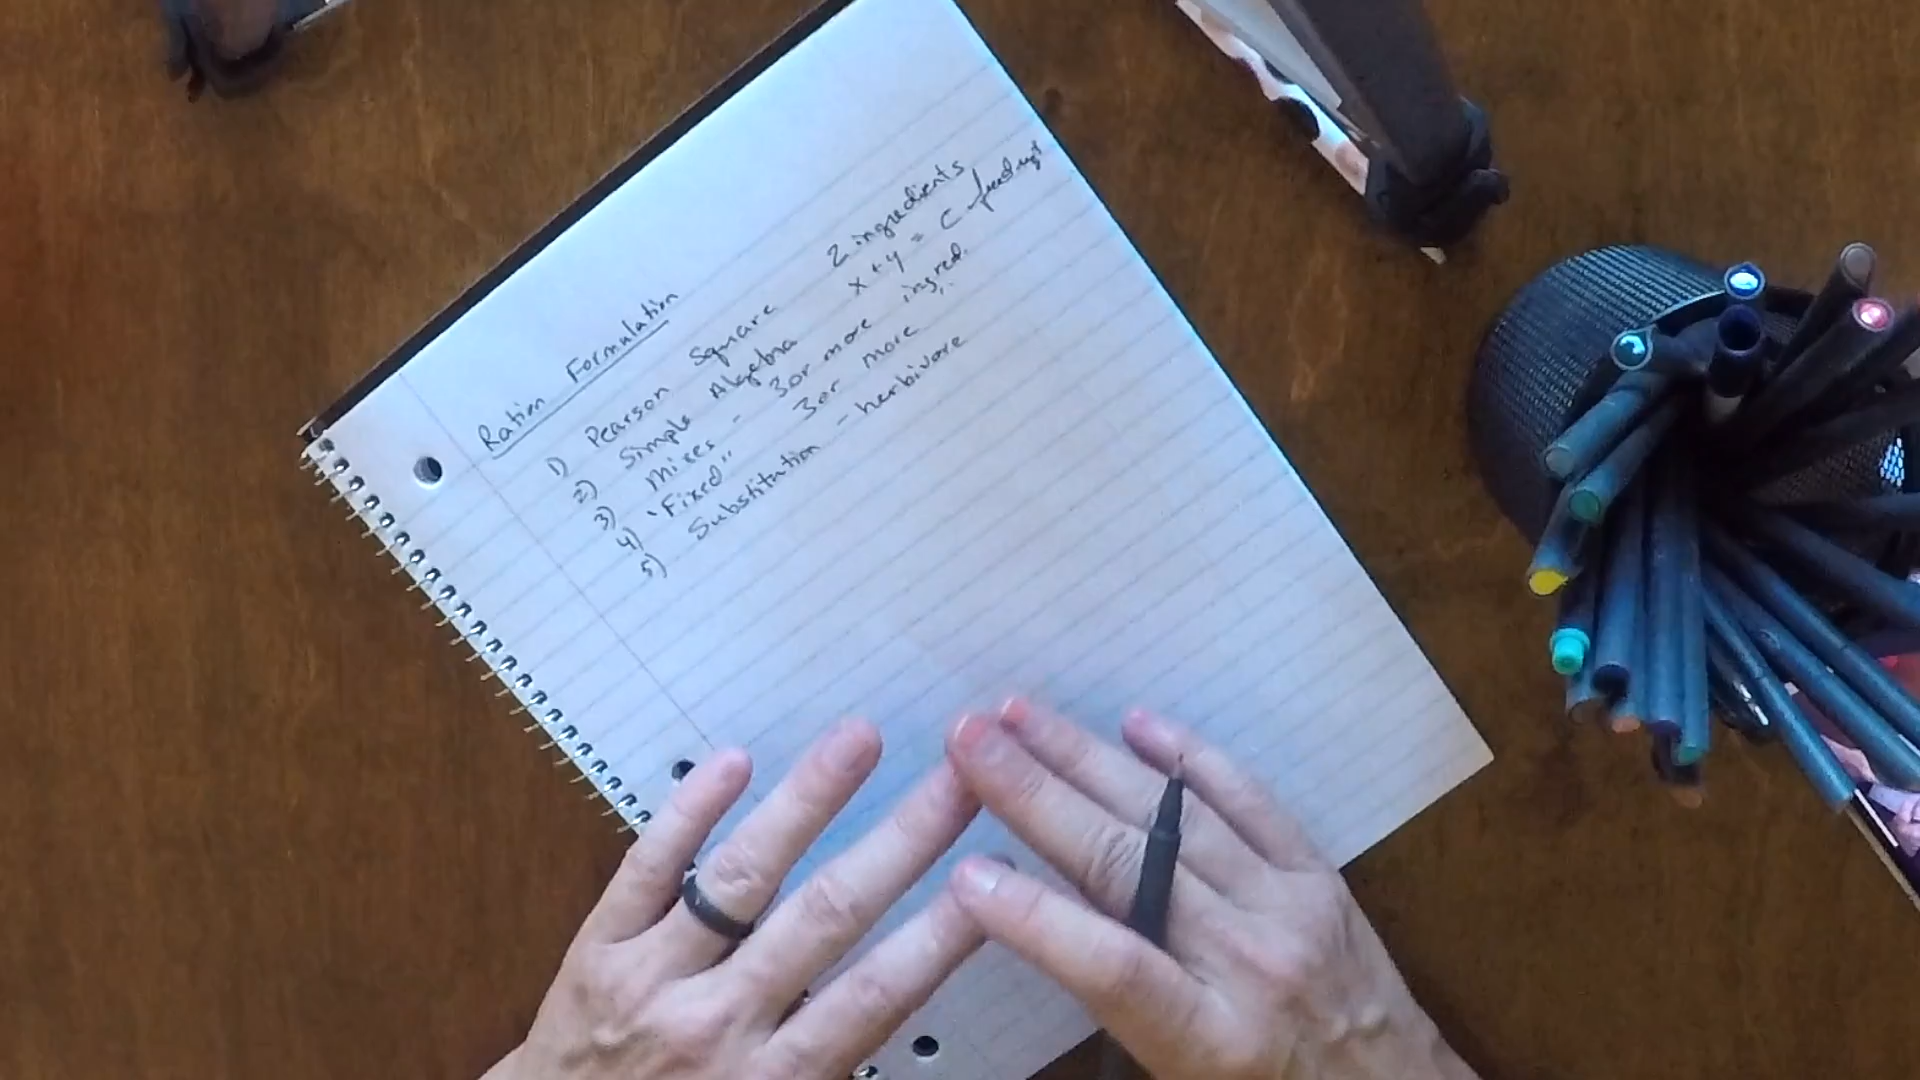 Ration Formulation
1) Pearson Square 2 ingredients
2) Simple Algebra x + y = C
3) Mixes - 3 or more ingred.
4) "Fixed" 3 or more
5) Substitution - herbivore